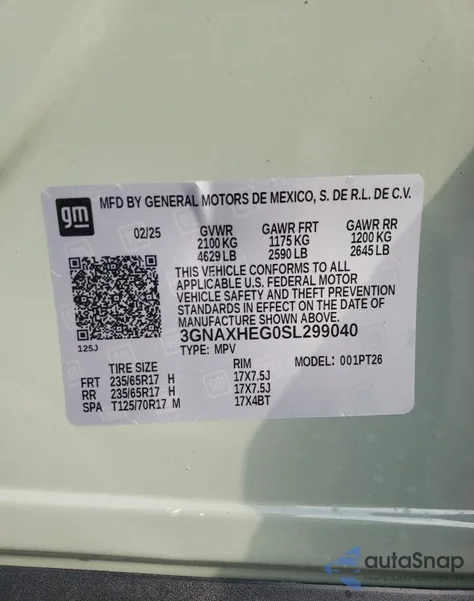 gm
MFD BY GENERAL MOTORS DE MEXICO, S. DE R.L. DE C.V.
02/25 GVWR GAWR FRT GAWR RR
2100 KG 1175 KG 1200 KG
4629 LB 2590 LB 2645 LB
THIS VEHICLE CONFORMS TO ALL
APPLICABLE U.S. FEDERAL MOTOR
VEHICLE SAFETY AND THEFT PREVENTION
STANDARDS IN EFFECT ON THE DATE OF
MANUFACTURE SHOWN ABOVE.
125J
3GNAXHEG0SL299040
TYPE: MPV
TIRE SIZE RIM MODEL: 001PT26
FRT 235/65R17 H 17X7.5J
RR 235/65R17 H 17X7.5J
SPA T125/70R17 M 17X4BT
autoSnap